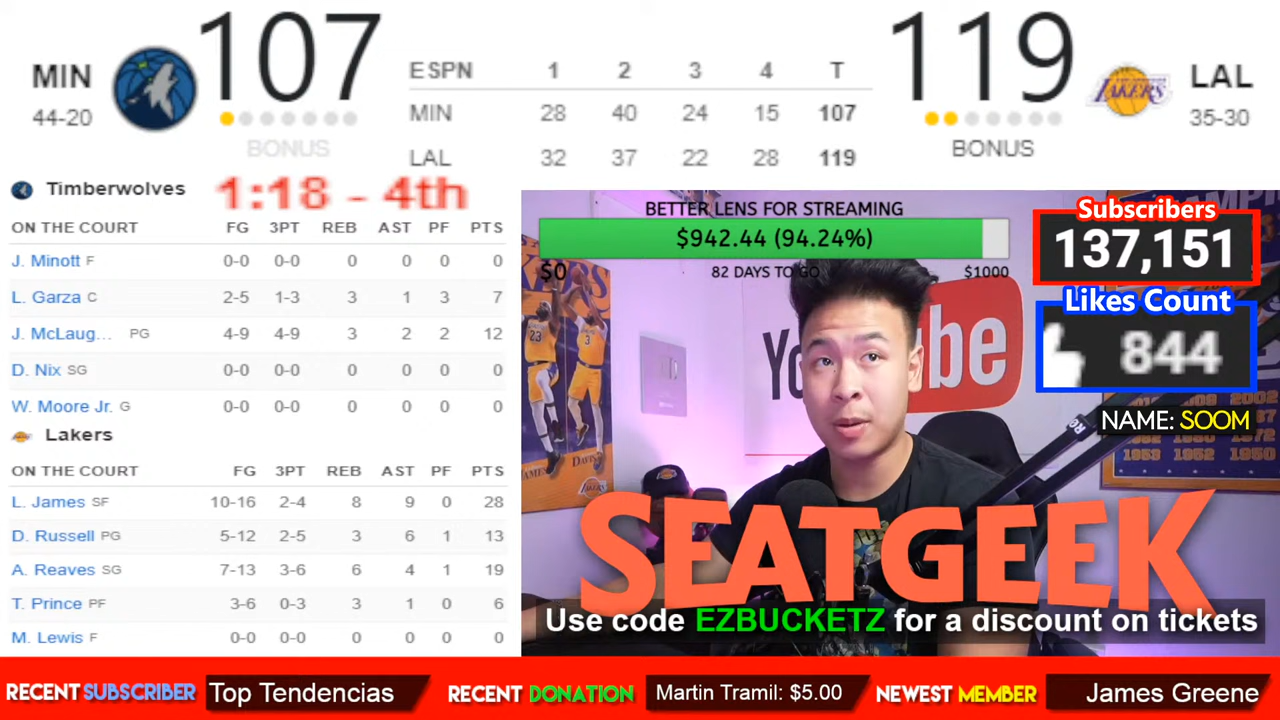 MIN
44-20
107
BONUS
ESPN 1 2 3 4 T
MIN 28 40 24 15 107
LAL 32 37 22 28 119
119
BONUS
LAKERS
LAL
35-30
Timberwolves
1:18 - 4th
ON THE COURT FG 3PT REB AST PF PTS
J. Minott F 0-0 0-0 0 0 0 0
L. Garza C 2-5 1-3 3 1 3 7
J. McLaug... PG 4-9 4-9 3 2 2 12
D. Nix SG 0-0 0-0 0 0 0 0
W. Moore Jr. G 0-0 0-0 0 0 0 0
Lakers
ON THE COURT FG 3PT REB AST PF PTS
L. James SF 10-16 2-4 8 9 0 28
D. Russell PG 5-12 2-5 3 6 1 13
A. Reaves SG 7-13 3-6 6 4 1 19
T. Prince PF 3-6 0-3 3 1 0 6
M. Lewis F 0-0 0-0 0 0 0 0
BETTER LENS FOR STREAMING
$942.44 (94.24%)
$0 82 DAYS TO GO $1000
Subscribers
137,151
Likes Count
844
NAME: SOOM
SEATGEEK
Use code EZBUCKETZ for a discount on tickets
RECENT SUBSCRIBER Top Tendencias
RECENT DONATION Martin Tramil: $5.00
NEWEST MEMBER James Greene